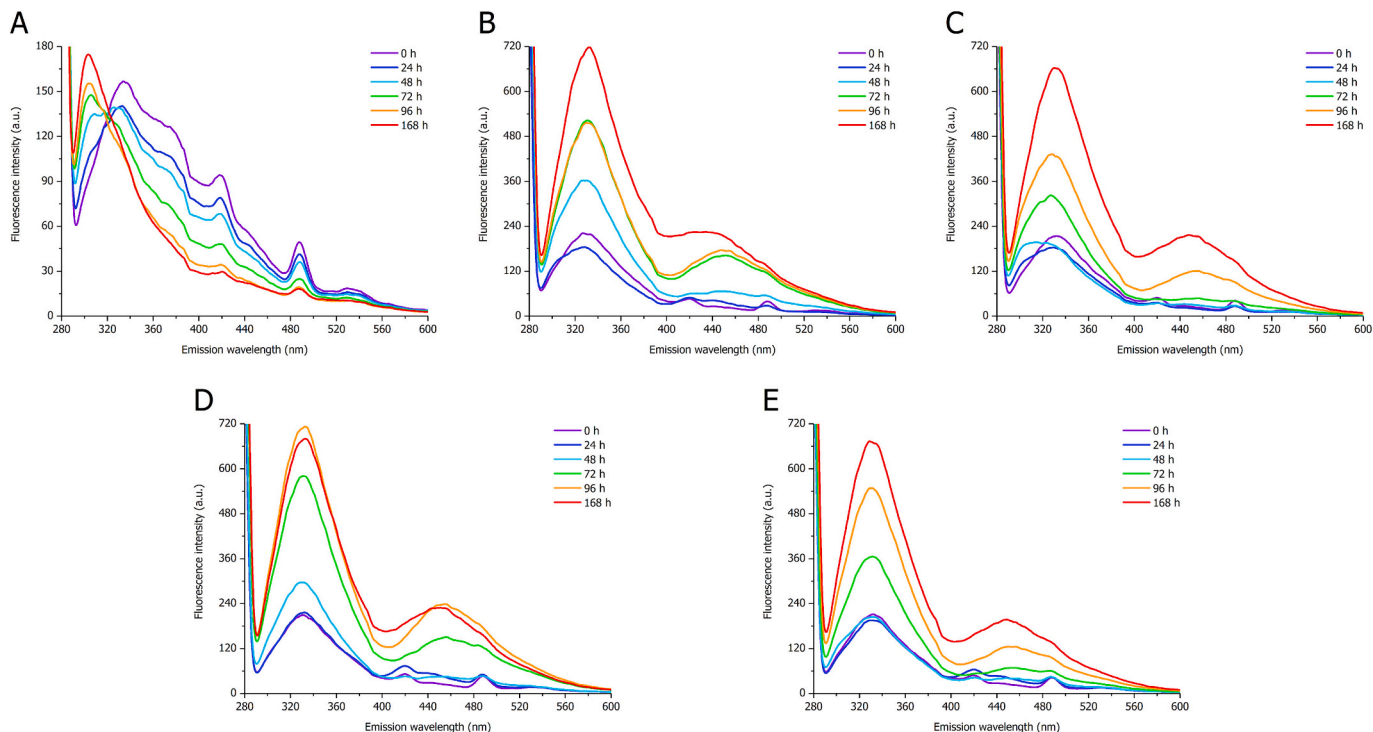 A
Fluorescence intensity (a.u.)
180
150
120
90
60
30
0
280 320 360 400 440 480 520 560 600
Emission wavelength (nm)
0 h
24 h
48 h
72 h
96 h
168 h
B
Fluorescence intensity (a.u.)
720
600
480
360
240
120
0
280 320 360 400 440 480 520 560 600
Emission wavelength (nm)
0 h
24 h
48 h
72 h
96 h
168 h
C
Fluorescence intensity (a.u.)
720
600
480
360
240
120
0
280 320 360 400 440 480 520 560 600
Emission wavelength (nm)
0 h
24 h
48 h
72 h
96 h
168 h
D
Fluorescence intensity (a.u.)
720
600
480
360
240
120
0
280 320 360 400 440 480 520 560 600
Emission wavelength (nm)
0 h
24 h
48 h
72 h
96 h
168 h
E
Fluorescence intensity (a.u.)
720
600
480
360
240
120
0
280 320 360 400 440 480 520 560 600
Emission wavelength (nm)
0 h
24 h
48 h
72 h
96 h
168 h